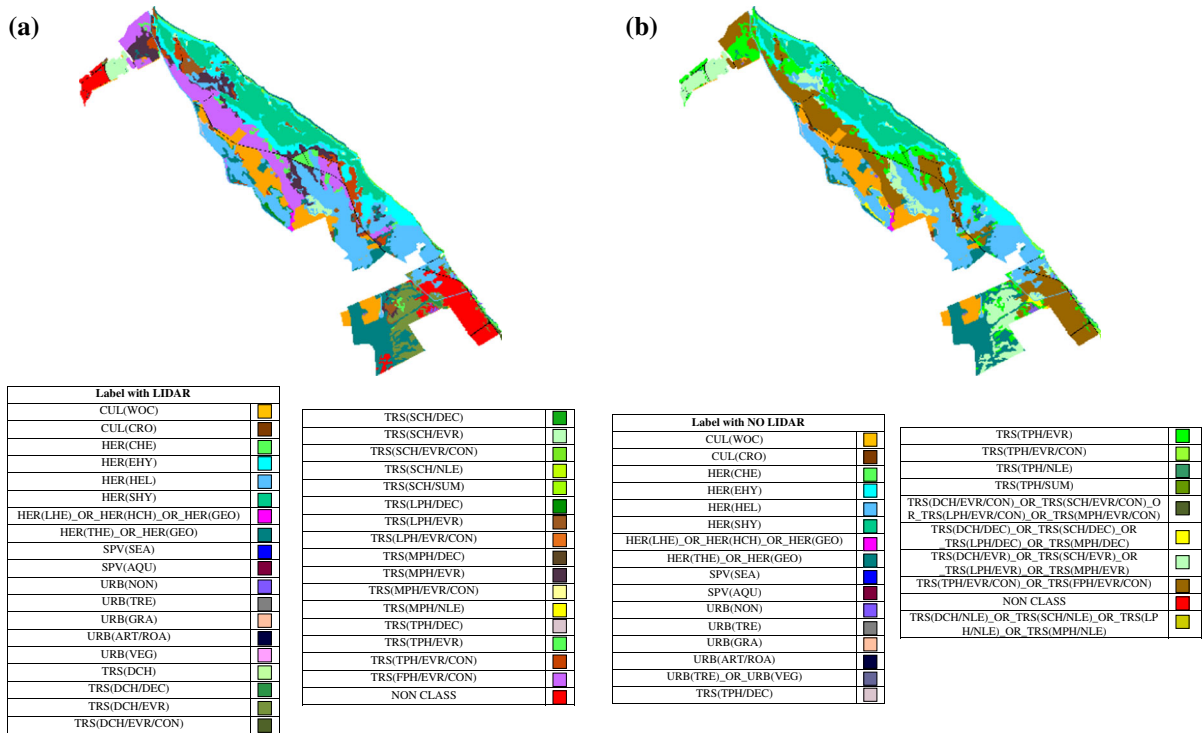 (a)
(b)
Label with LIDAR
CUL(WOC)
CUL(CRO)
HER(CHE)
HER(EHY)
HER(HEL)
HER(SHY)
HER(LHE)_OR_HER(HCH)_OR_HER(GEO)
HER(THE)_OR_HER(GEO)
SPV(SEA)
SPV(AQU)
URB(NON)
URB(TRE)
URB(GRA)
URB(ART/ROA)
URB(VEG)
TRS(DCH)
TRS(DCH/DEC)
TRS(DCH/EVR)
TRS(DCH/EVR/CON)
TRS(SCH/DEC)
TRS(SCH/EVR)
TRS(SCH/EVR/CON)
TRS(SCH/NLE)
TRS(SCH/SUM)
TRS(LPH/DEC)
TRS(LPH/EVR)
TRS(LPH/EVR/CON)
TRS(MPH/DEC)
TRS(MPH/EVR)
TRS(MPH/EVR/CON)
TRS(MPH/NLE)
TRS(TPH/DEC)
TRS(TPH/EVR)
TRS(TPH/EVR/CON)
TRS(FPH/EVR/CON)
NON CLASS
Label with NO LIDAR
CUL(WOC)
CUL(CRO)
HER(CHE)
HER(EHY)
HER(HEL)
HER(SHY)
HER(LHE)_OR_HER(HCH)_OR_HER(GEO)
HER(THE)_OR_HER(GEO)
SPV(SEA)
SPV(AQU)
URB(NON)
URB(TRE)
URB(GRA)
URB(ART/ROA)
URB(TRE)_OR_URB(VEG)
TRS(TPH/DEC)
TRS(TPH/EVR)
TRS(TPH/EVR/CON)
TRS(TPH/NLE)
TRS(TPH/SUM)
TRS(DCH/EVR/CON)_OR_TRS(SCH/EVR/CON)_O
R_TRS(LPH/EVR/CON)_OR_TRS(MPH/EVR/CON)
TRS(DCH/DEC)_OR_TRS(SCH/DEC)_OR
_TRS(LPH/DEC)_OR_TRS(MPH/DEC)
TRS(DCH/EVR)_OR_TRS(SCH/EVR)_OR
_TRS(LPH/EVR)_OR_TRS(MPH/EVR)
TRS(TPH/EVR/CON)_OR_TRS(FPH/EVR/CON)
NON CLASS
TRS(DCH/NLE)_OR_TRS(SCH/NLE)_OR_TRS(LP
H/NLE)_OR_TRS(MPH/NLE)